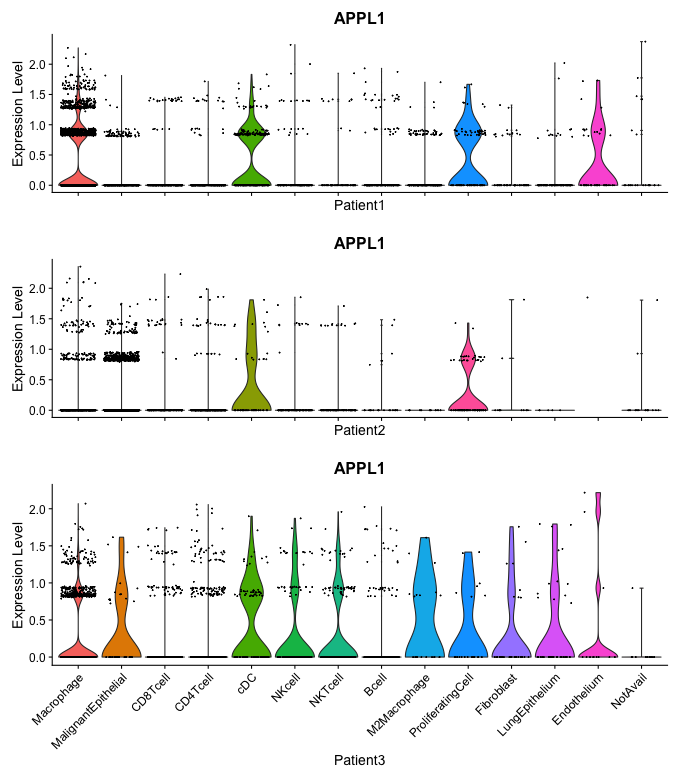 APPL1
Expression Level
2.0
1.5
1.0
0.5
0.0
Patient1
APPL1
Expression Level
2.0
1.5
1.0
0.5
0.0
Patient2
APPL1
Expression Level
2.0
1.5
1.0
0.5
0.0
Macrophage
MalignantEpithelial
CD8Tcell
CD4Tcell
cDC
NKcell
NKTcell
Bcell
M2Macrophage
ProliferatingCell
Fibroblast
LungEpithelium
Endothelium
NotAvail
Patient3